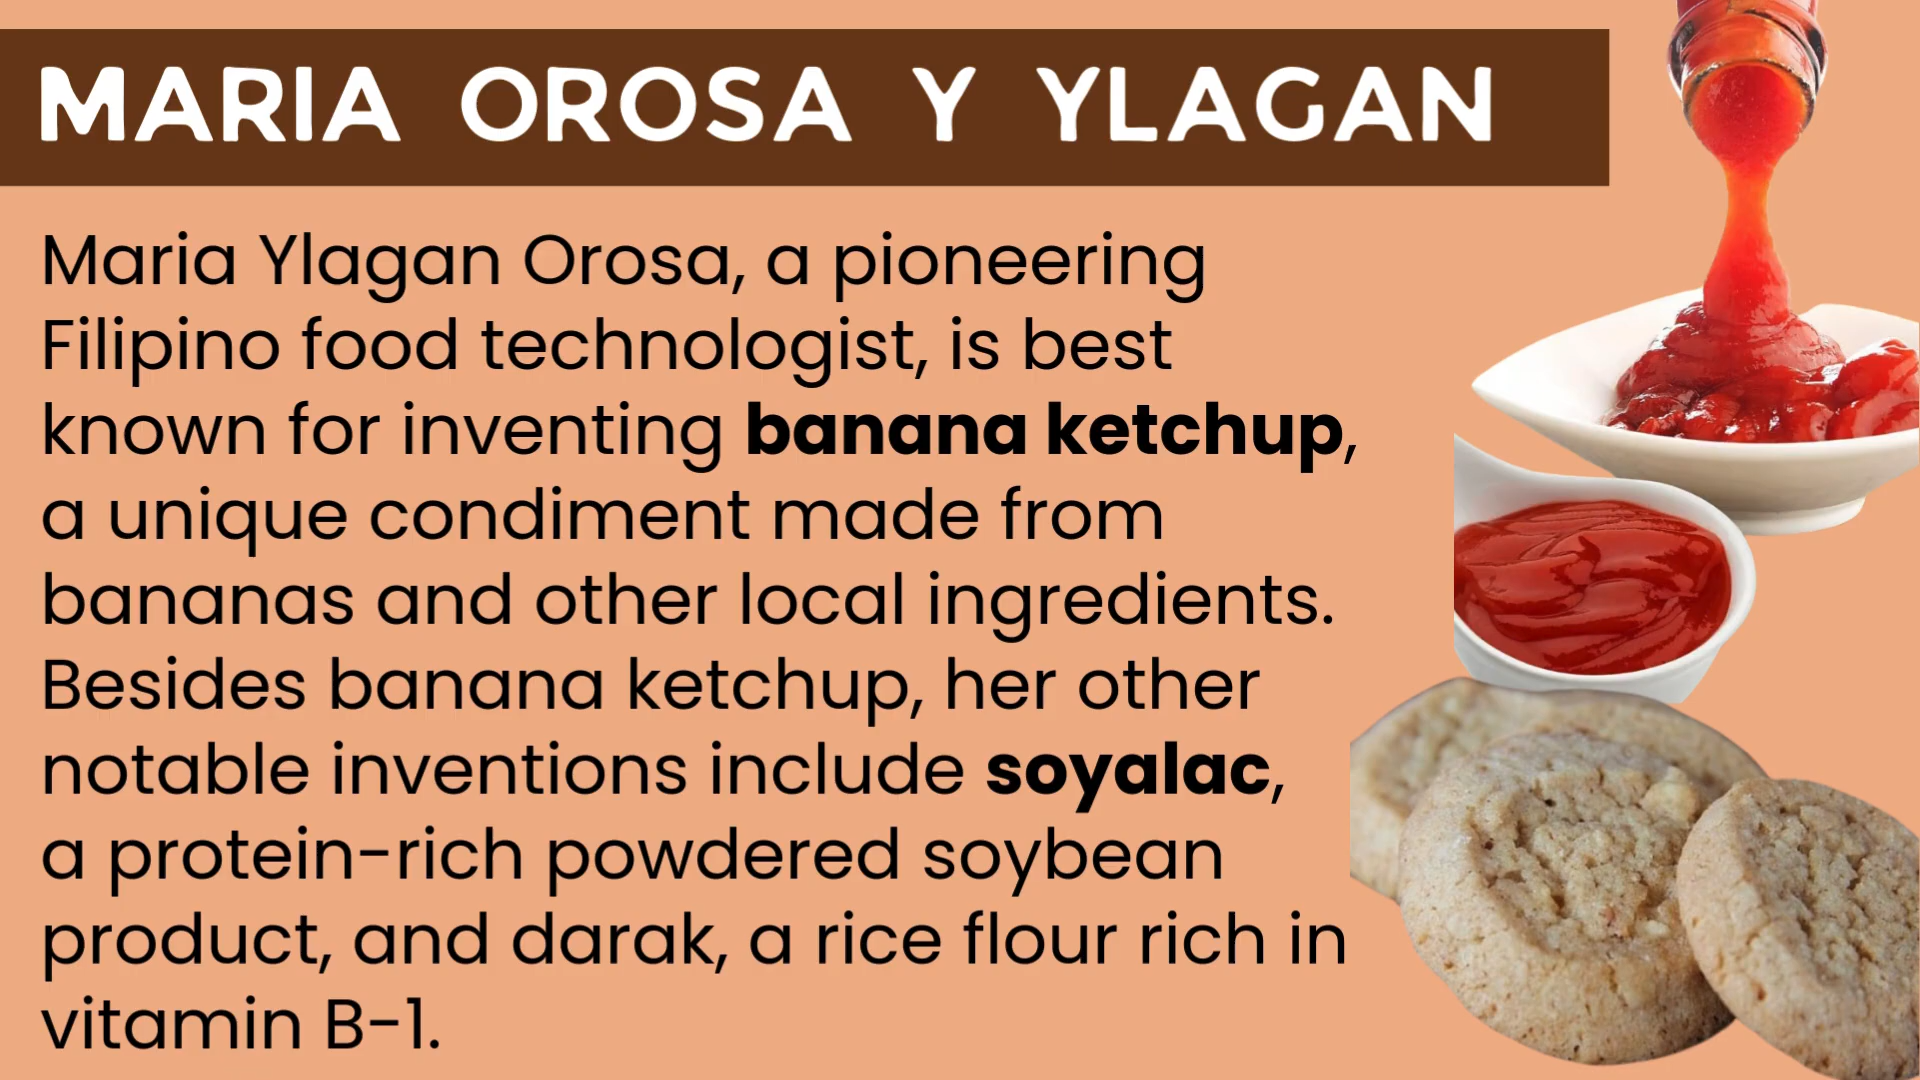 MARIA OROSA Y YLAGAN
Maria Ylagan Orosa, a pioneering
Filipino food technologist, is best
known for inventing banana ketchup,
a unique condiment made from
bananas and other local ingredients.
Besides banana ketchup, her other
notable inventions include soyalac,
a protein-rich powdered soybean
product, and darak, a rice flour rich in
vitamin B-1.